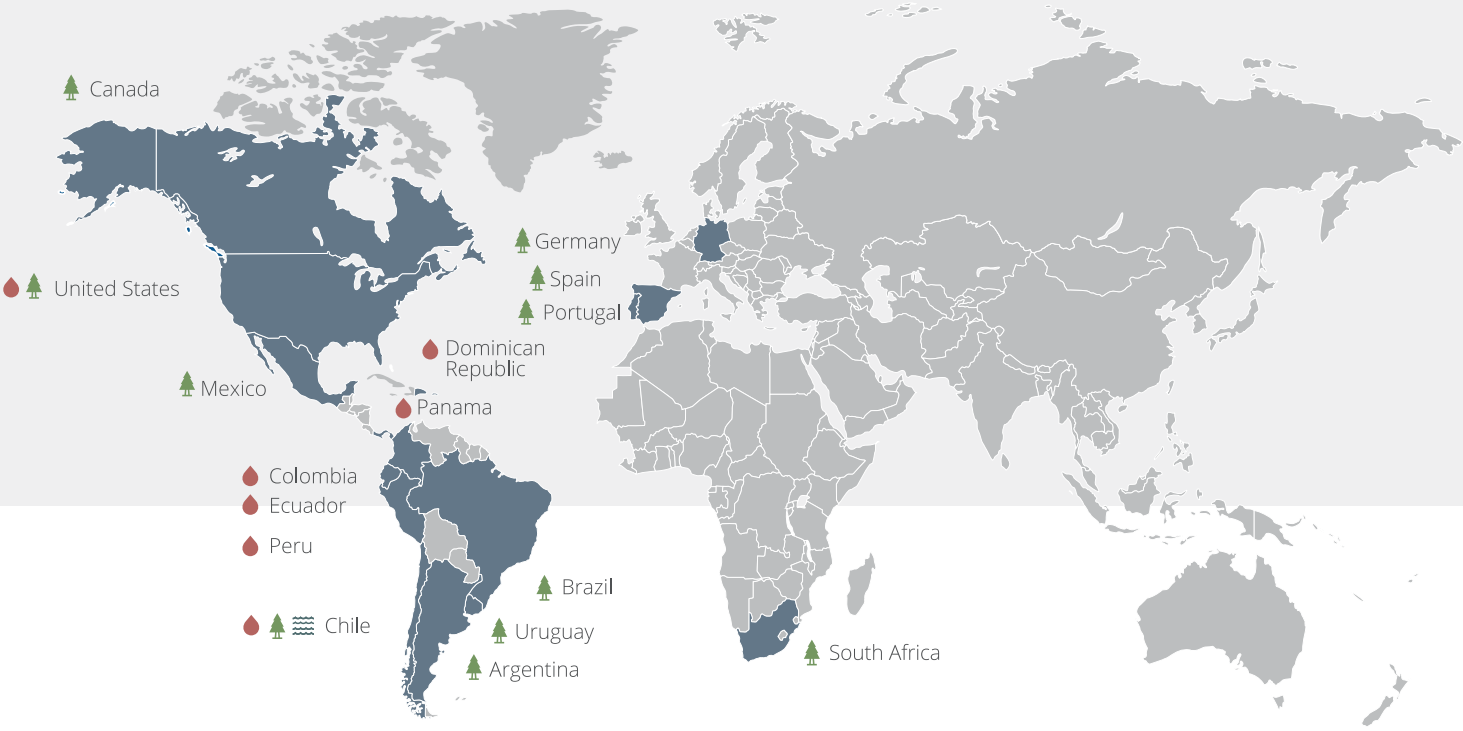 Canada
United States
Mexico
Germany
Spain
Portugal
Dominican
Republic
Panama
Colombia
Ecuador
Peru
Chile
Brazil
Uruguay
Argentina
South Africa